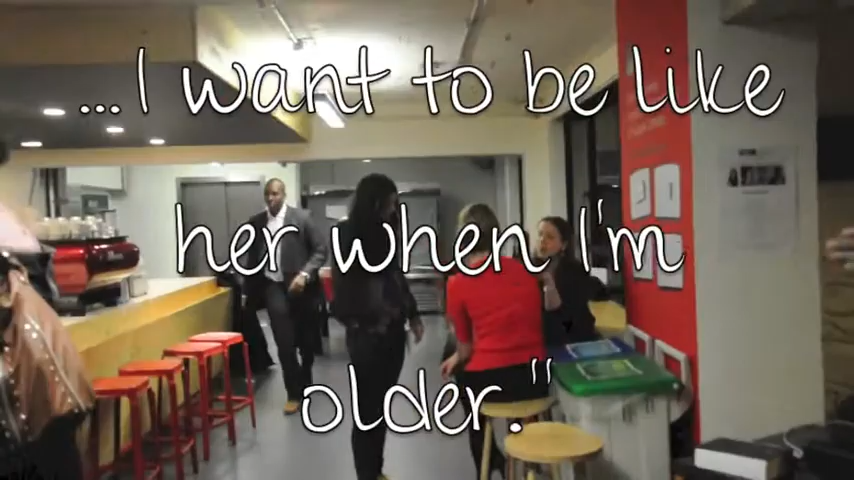 ...I want to be like
her when I'm
older."